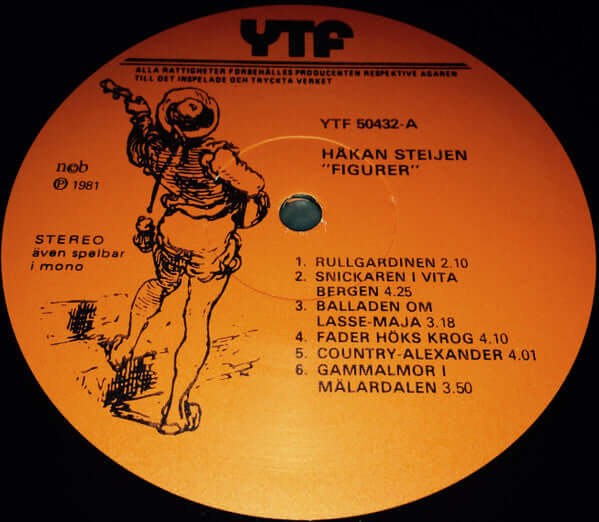 YTF
ALLA RÄTTIGHETER FÖRBEHÅLLES PRODUCENTEN RESPEKTIVE ÄGAREN
TILL DET INSPELADE OCH TRYCKTA VERKET
YTF 50432-A
HÅKAN STEIJEN
"FIGURER"
n©b
℗ 1981
STEREO
även spelbar
i mono
1. RULLGARDINEN 2.10
2. SNICKAREN I VITA
BERGEN 4.25
3. BALLADEN OM
LASSE-MAJA 3.18
4. FADER HÖKS KROG 4.10
5. COUNTRY-ALEXANDER 4.01
6. GAMMALMOR I
MÄLARDALEN 3.50